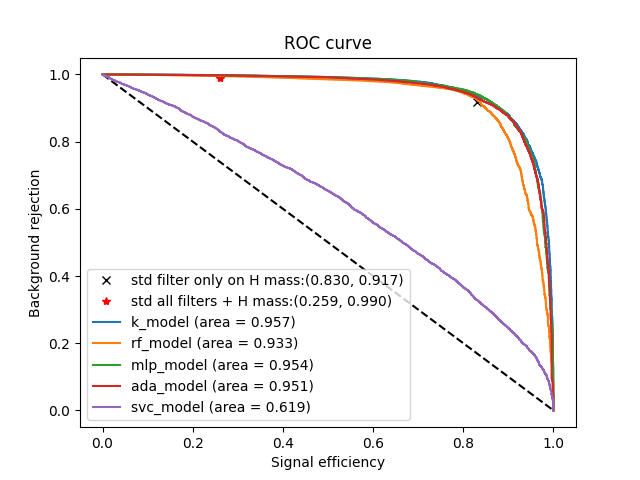 ROC curve
1.0
0.8
0.6
0.4
0.2
0.0
Background rejection
std filter only on H mass:(0.830, 0.917)
std all filters + H mass:(0.259, 0.990)
k_model (area = 0.957)
rf_model (area = 0.933)
mlp_model (area = 0.954)
ada_model (area = 0.951)
svc_model (area = 0.619)
0.0 0.2 0.4 0.6 0.8 1.0
Signal efficiency